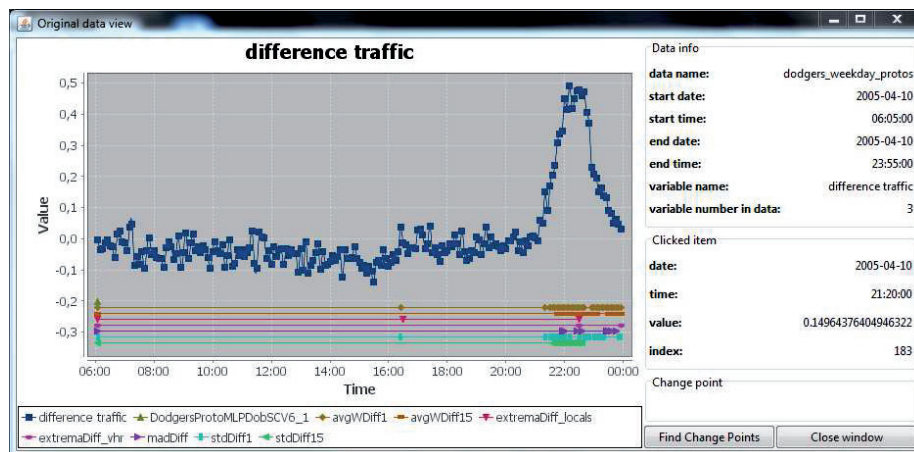 Original data view
difference traffic
0,5
0,4
0,3
0,2
0,1
0,0
-0,1
-0,2
-0,3
Value
06:00 08:00 10:00 12:00 14:00 16:00 18:00 20:00 22:00 00:00
Time
difference traffic DodgersProtoMLPDobSCV6_1 avgWDiff1 avgWDiff15 extremaDiff_locals
extremaDiff_vhr madDiff stdDiff1 stdDiff15
Data info
data name: dodgers_weekday_protos
start date: 2005-04-10
start time: 06:05:00
end date: 2005-04-10
end time: 23:55:00
variable name: difference traffic
variable number in data: 3
Clicked item
date: 2005-04-10
time: 21:20:00
value: 0.14964376404946322
index: 183
Change point
Find Change Points Close window